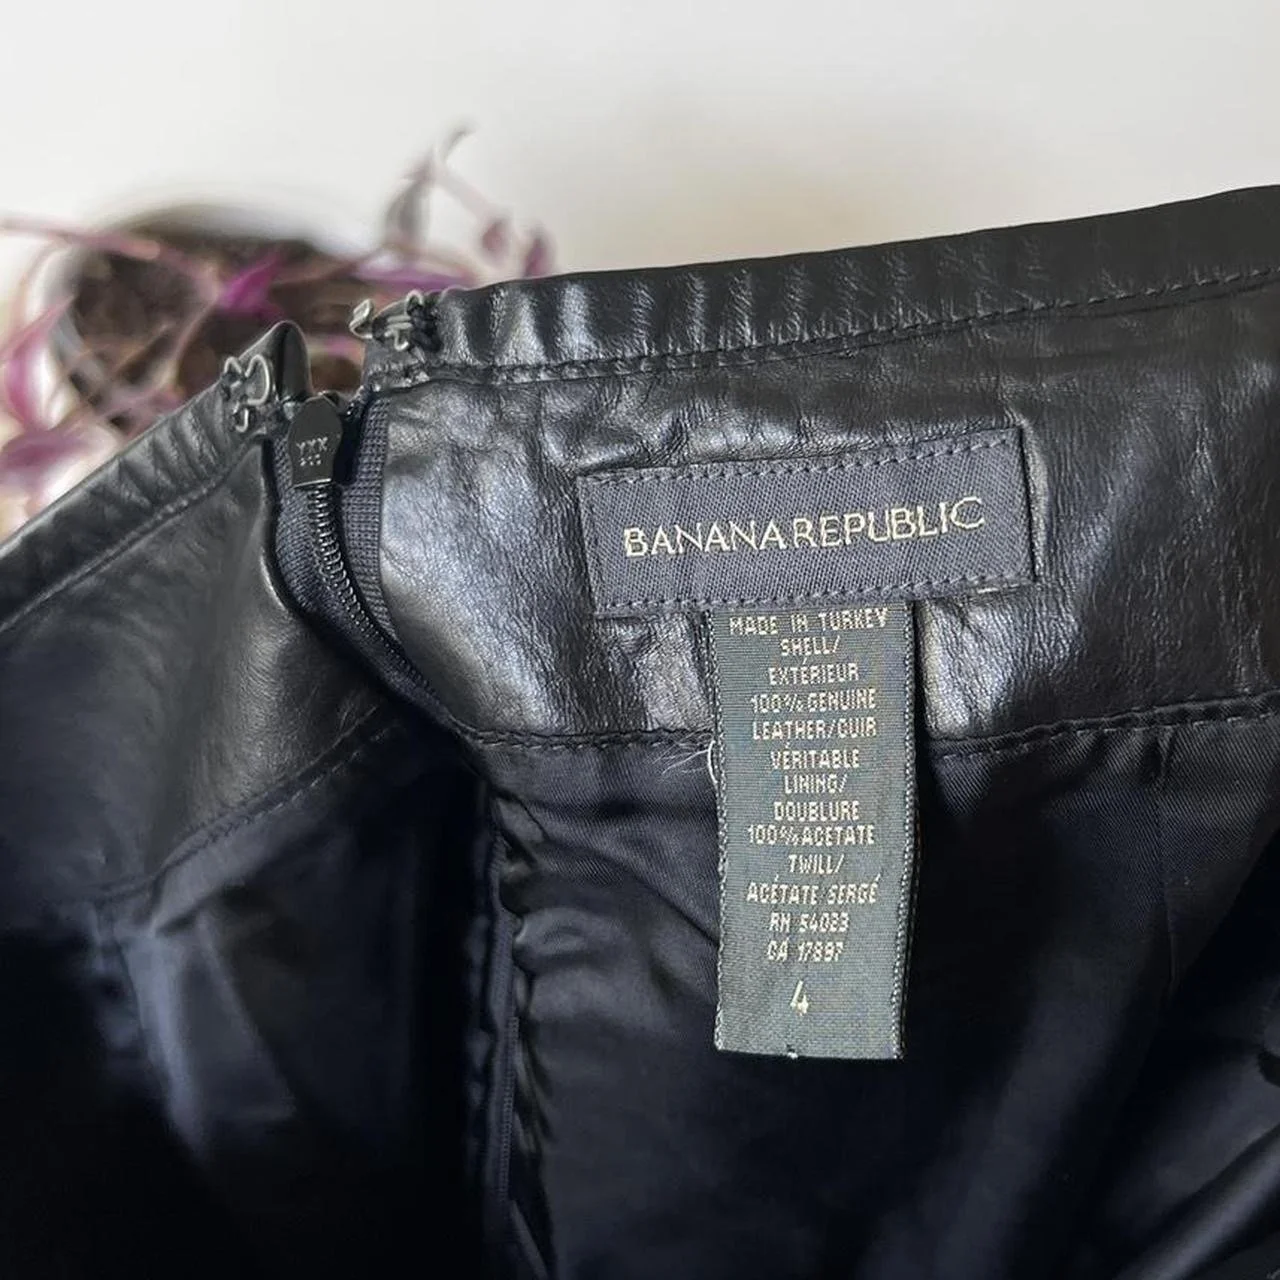 YKK
BANANA REPUBLIC
MADE IN TURKEY
SHELL/
EXTÉRIEUR
100% GENUINE
LEATHER/CUIR
VÉRITABLE
LINING/
DOUBLURE
100% ACETATE
TWILL/
ACÉTATE SERGÉ
RN 54023
CA 17897
4